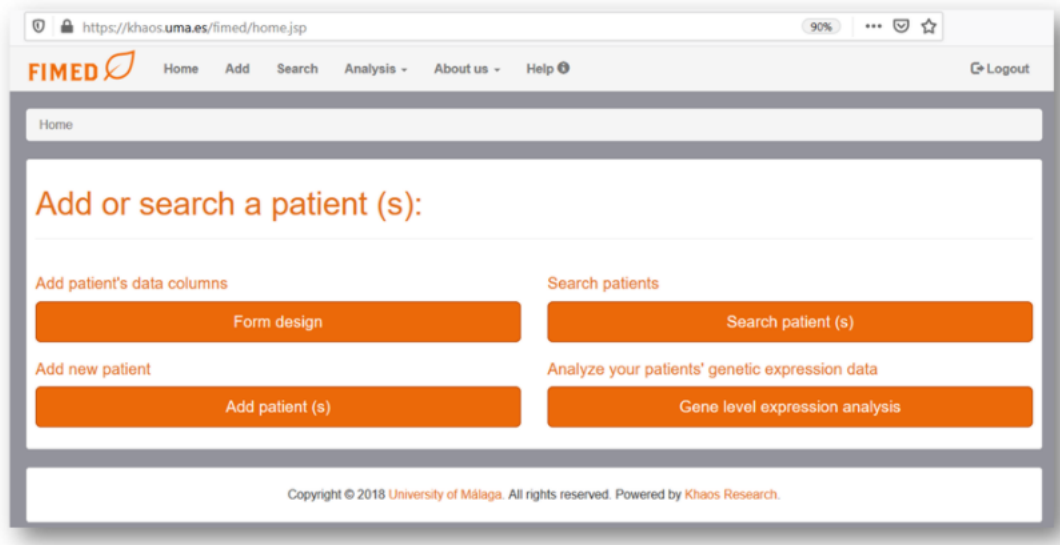 https://khaos.uma.es/fimed/home.jsp 90%
FIMED Home Add Search Analysis About us Help Logout
Home
Add or search a patient (s):
Add patient's data columns
Form design
Search patients
Search patient (s)
Add new patient
Add patient (s)
Analyze your patients' genetic expression data
Gene level expression analysis
Copyright © 2018 University of Málaga. All rights reserved. Powered by Khaos Research.